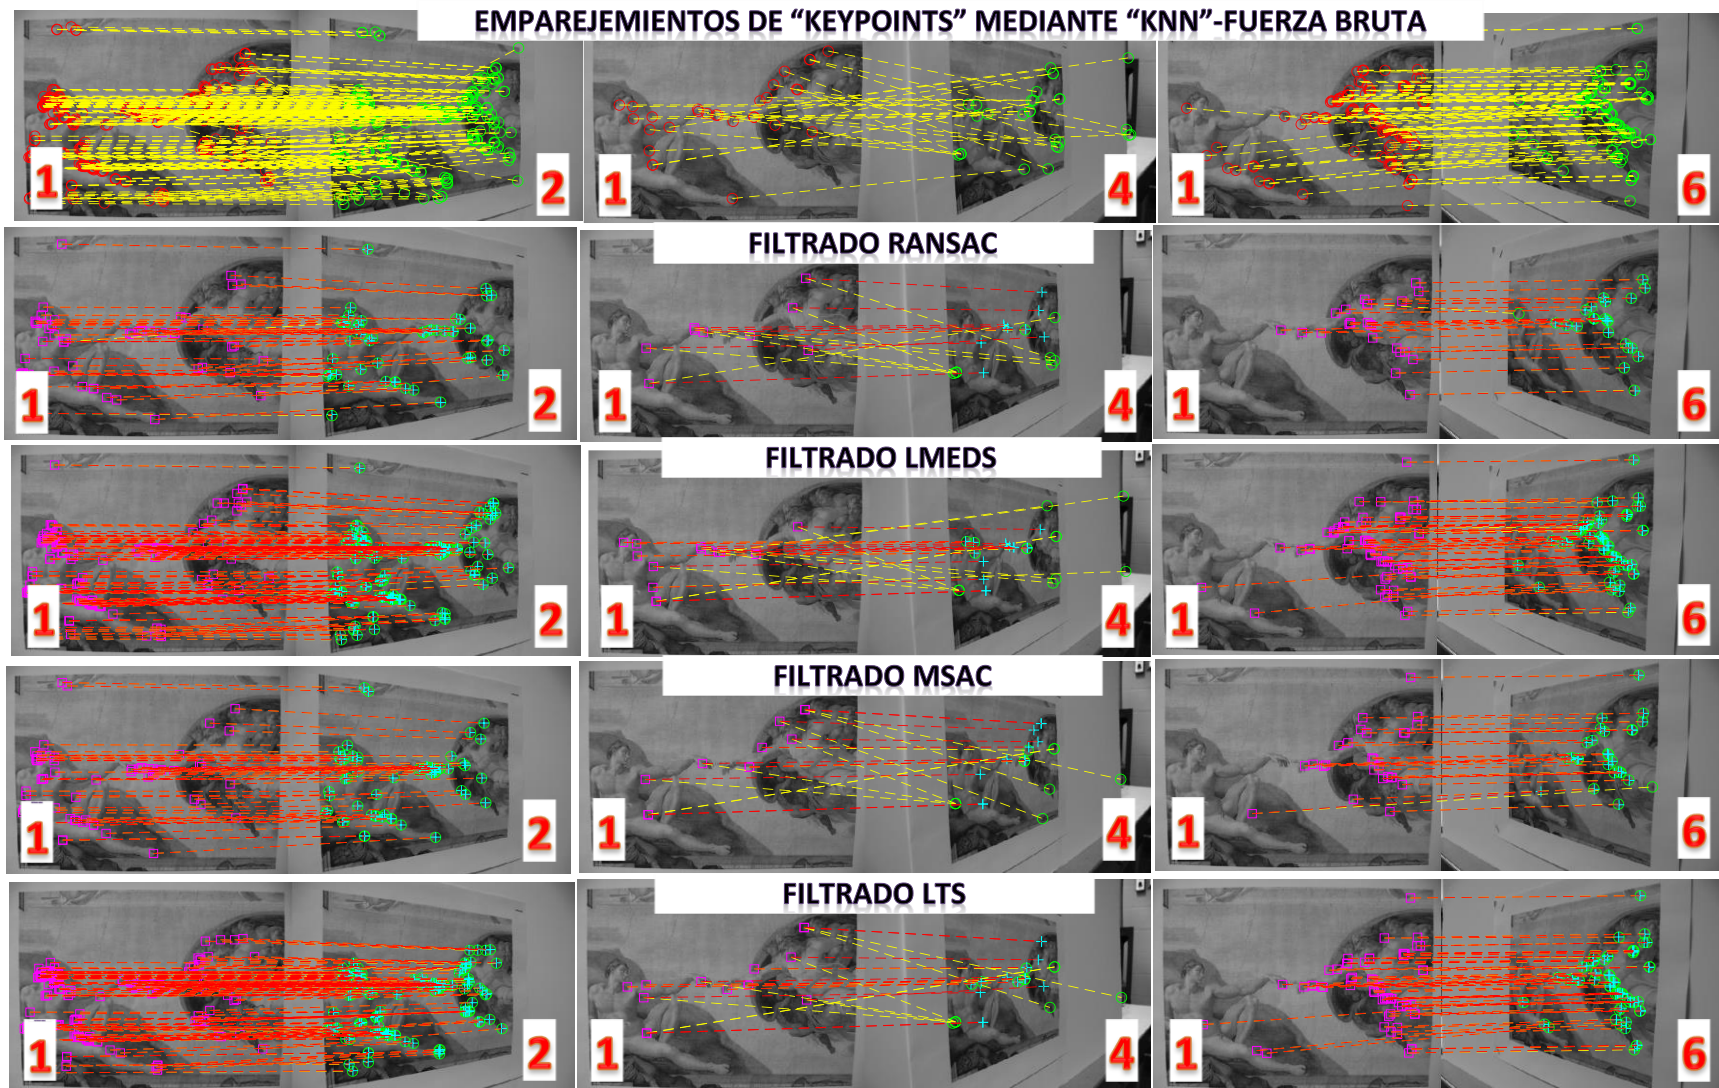 EMPAREJEMIENTOS DE “KEYPOINTS” MEDIANTE “KNN”-FUERZA BRUTA
1 2 1 4 1 6
FILTRADO RANSAC
1 2 1 4 1 6
FILTRADO LMEDS
1 2 1 4 1 6
FILTRADO MSAC
1 2 1 4 1 6
FILTRADO LTS
1 2 1 4 1 6